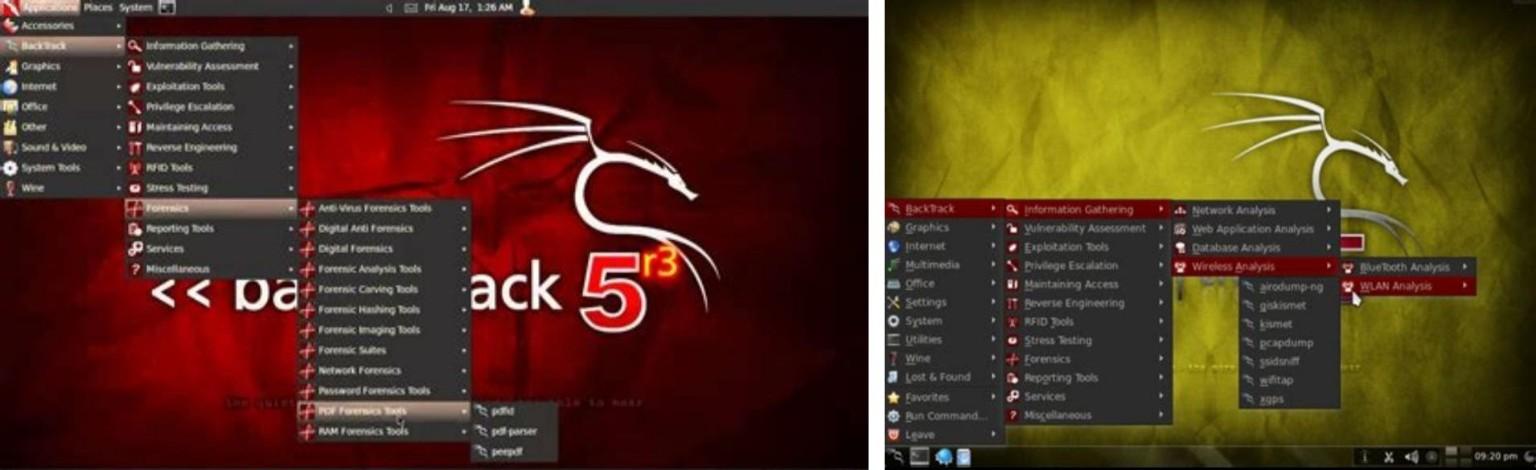 Applications Places System
Fri Aug 17, 1:26 AM
Accessories
BackTrack
Graphics
Internet
Office
Other
Sound & Video
System Tools
Wine
Information Gathering
Vulnerability Assessment
Exploitation Tools
Privilege Escalation
Maintaining Access
Reverse Engineering
RFID Tools
Stress Testing
Forensics
Reporting Tools
Services
Miscellaneous
Anti-Virus Forensics Tools
Digital Anti Forensics
Digital Forensics
Forensic Analysis Tools
Forensic Carving Tools
Forensic Hashing Tools
Forensic Imaging Tools
Forensic Suites
Network Forensics
Password Forensics Tools
PDF Forensics Tools
RAM Forensics Tools
pdfid
pdf-parser
peepdf
<< ba ack 5 r3
BackTrack
Graphics
Internet
Multimedia
Office
Settings
System
Utilities
Wine
Lost & Found
Favorites
Run Command...
Leave
Information Gathering
Vulnerability Assessment
Exploitation Tools
Privilege Escalation
Maintaining Access
Reverse Engineering
RFID Tools
Stress Testing
Forensics
Reporting Tools
Services
Miscellaneous
Network Analysis
Web Application Analysis
Database Analysis
Wireless Analysis
BlueTooth Analysis
WLAN Analysis
airodump-ng
giskismet
kismet
pcapdump
ssidsniff
wifitap
xgps
09:20 pm